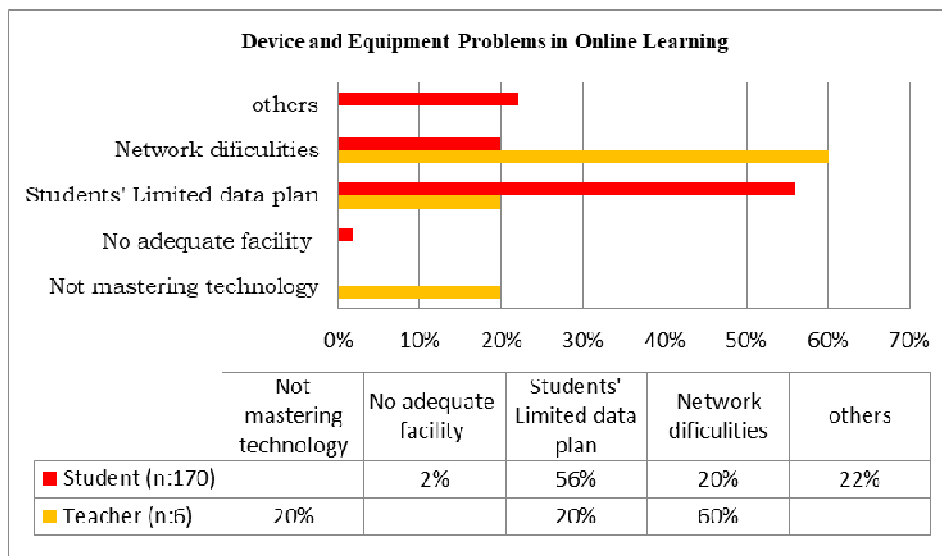 Device and Equipment Problems in Online Learning
others
Network dificulities
Students' Limited data plan
No adequate facility
Not mastering technology
0% 10% 20% 30% 40% 50% 60% 70%
Not mastering technology No adequate facility Students' Limited data plan Network dificulities others
Student (n:170) 2% 56% 20% 22%
Teacher (n:6) 20% 20% 60%